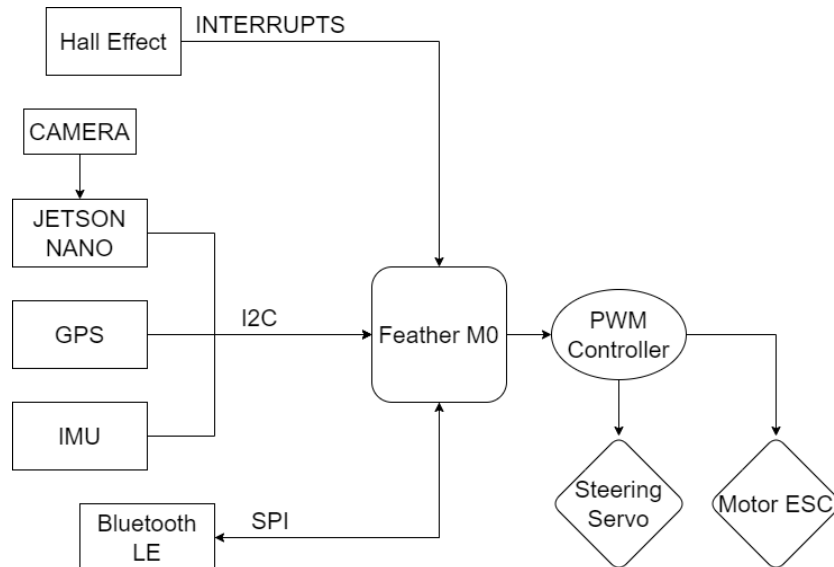 Hall Effect
INTERRUPTS
CAMERA
JETSON
NANO
GPS
I2C
Feather M0
PWM
Controller
IMU
Steering
Servo
Motor ESC
Bluetooth
LE
SPI